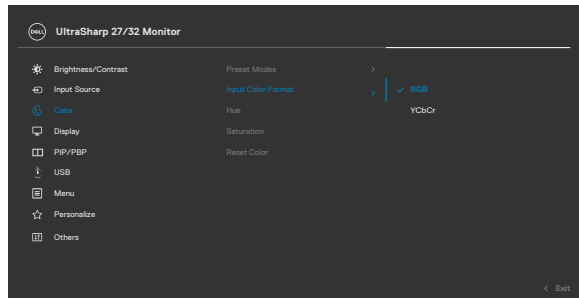 DELL UltraSharp 27/32 Monitor
Brightness/Contrast Preset Modes >
Input Source Input Color Format > ✓ RGB
Color Hue YCbCr
Display Saturation
PIP/PBP Reset Color
USB
Menu
Personalize
Others
< Exit